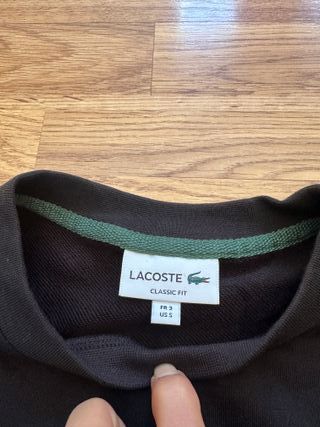 LACOSTE
CLASSIC FIT
FR 3
US S